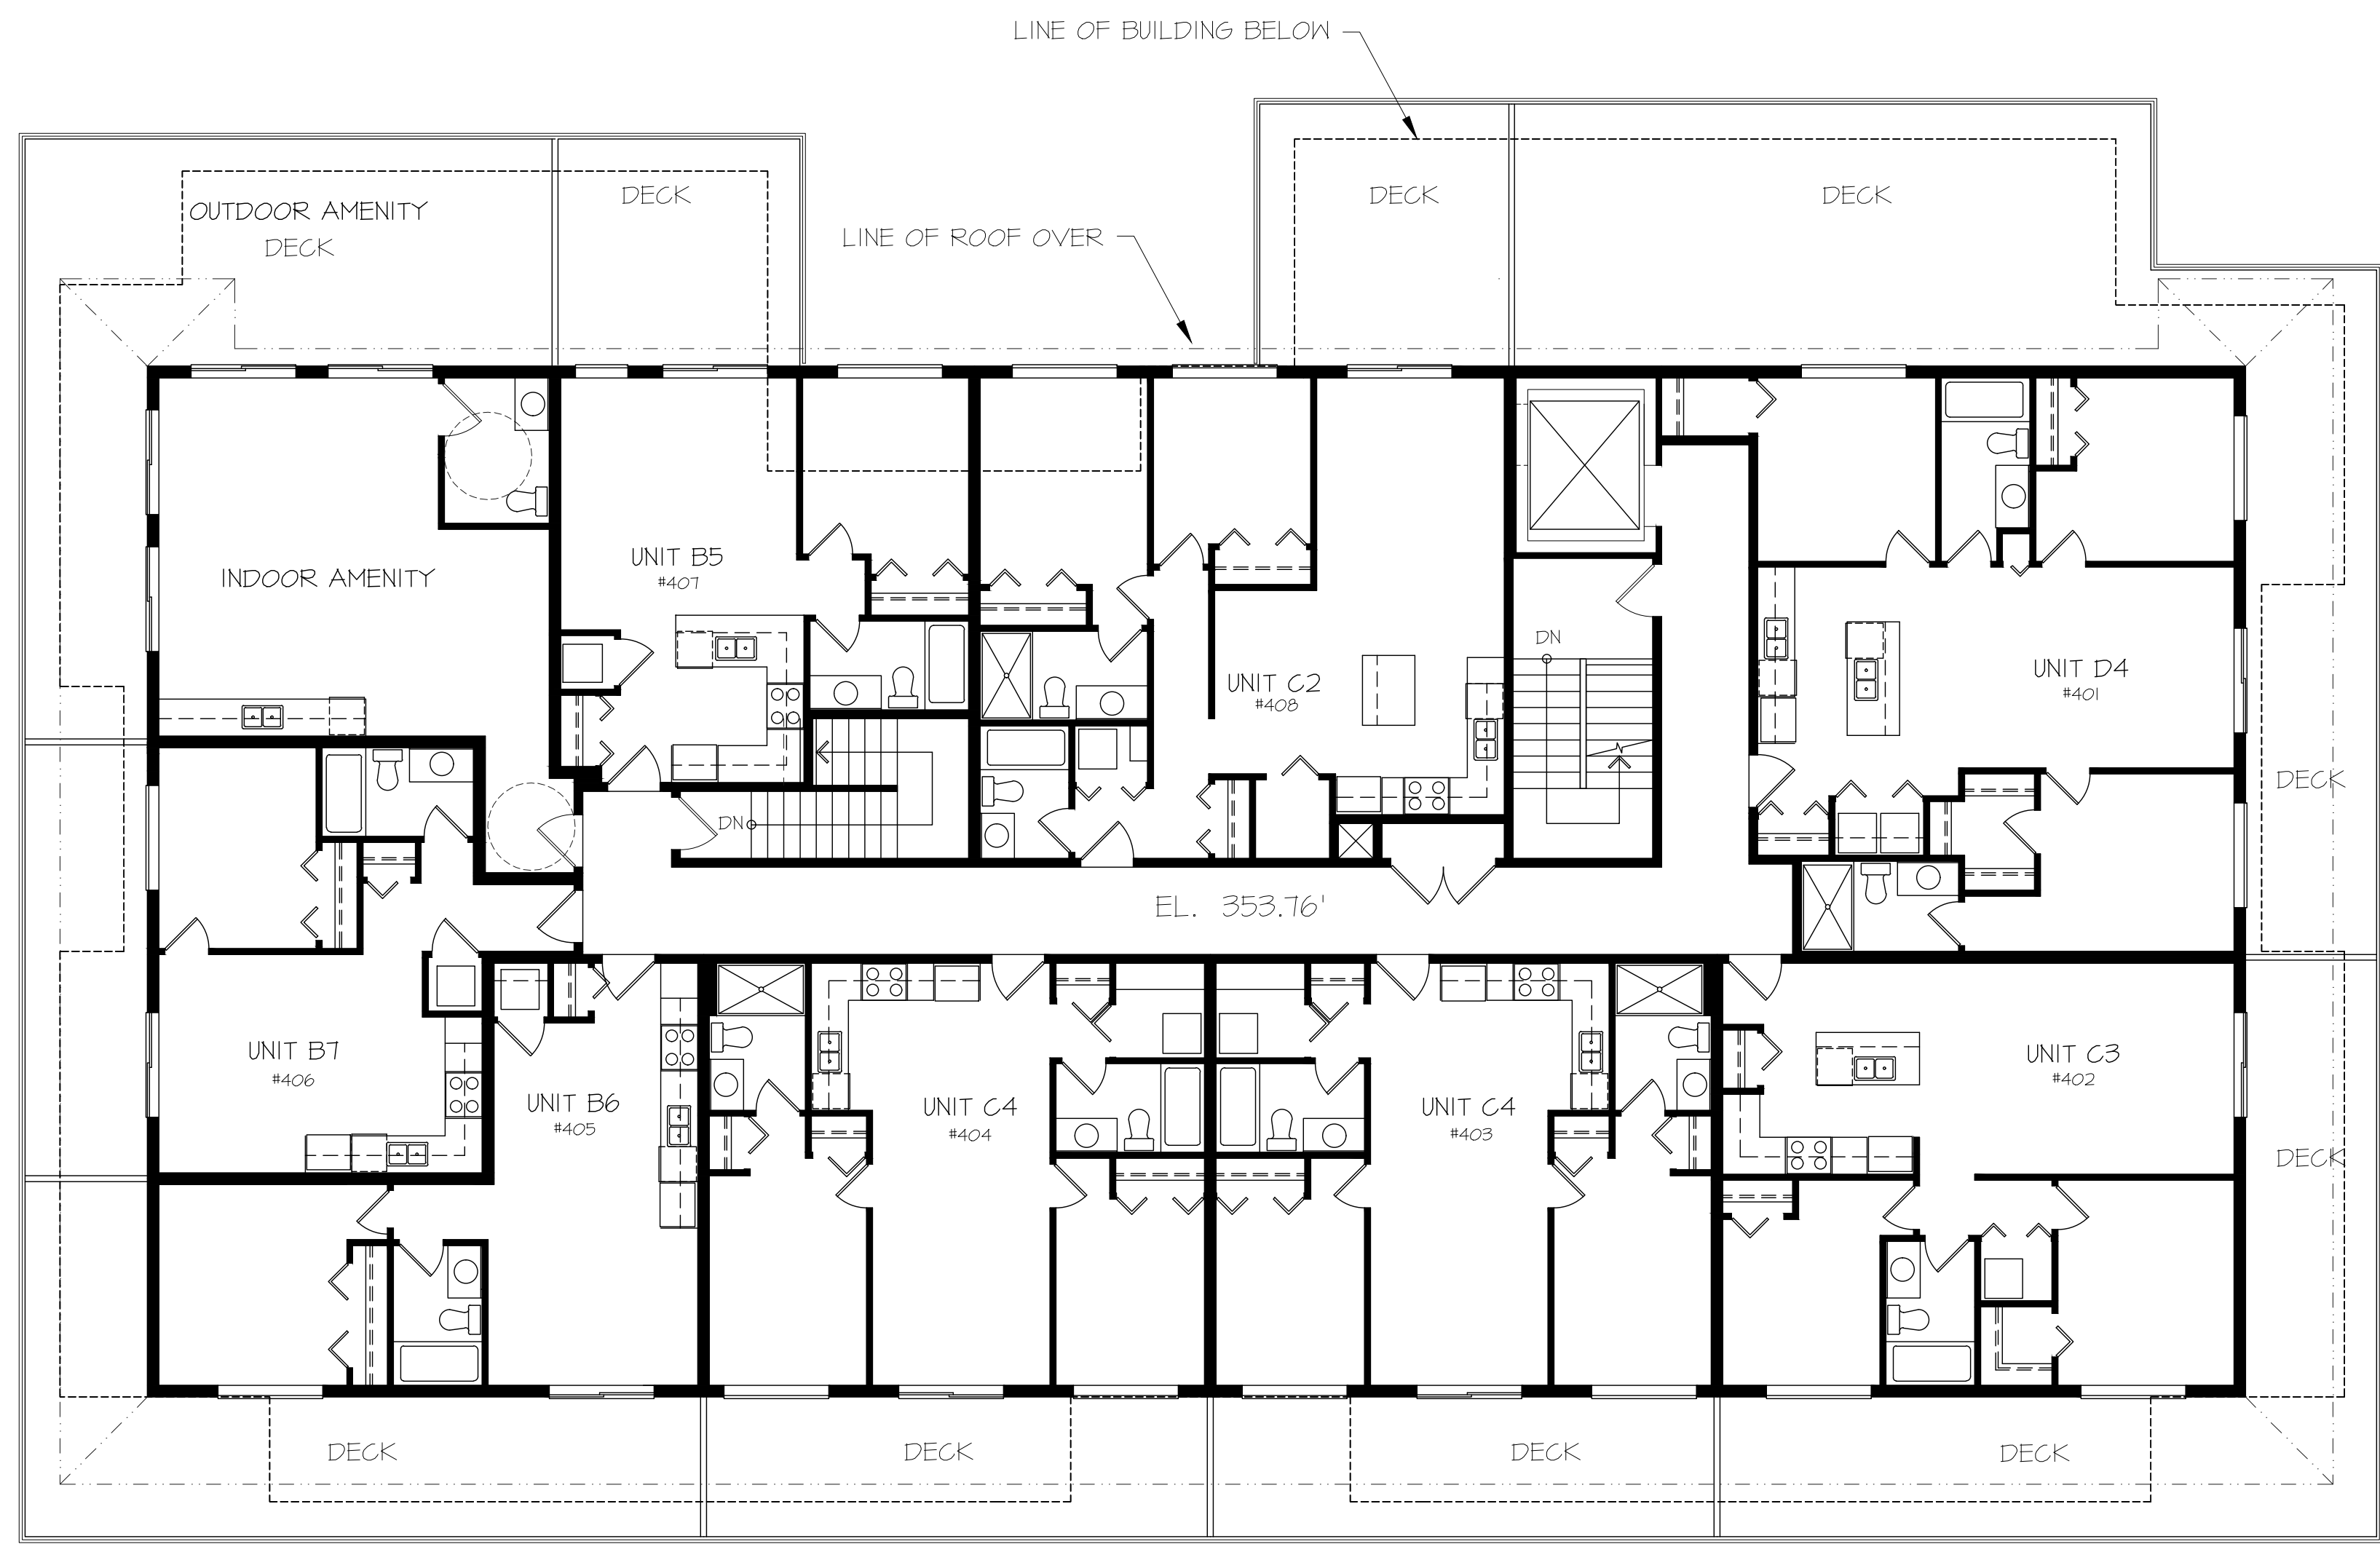 LINE OF BUILDING BELOW
DECK
DECK
DECK
OUTDOOR AMENITY
DECK
LINE OF ROOF OVER
UNIT B5
#407
INDOOR AMENITY
DN
UNIT D4
#401
UNIT C2
#408
DECK
DN
EL. 353.76'
UNIT B7
#406
UNIT C3
#402
UNIT B6
#405
UNIT C4
#404
UNIT C4
#403
DECK
DECK
DECK
DECK
DECK